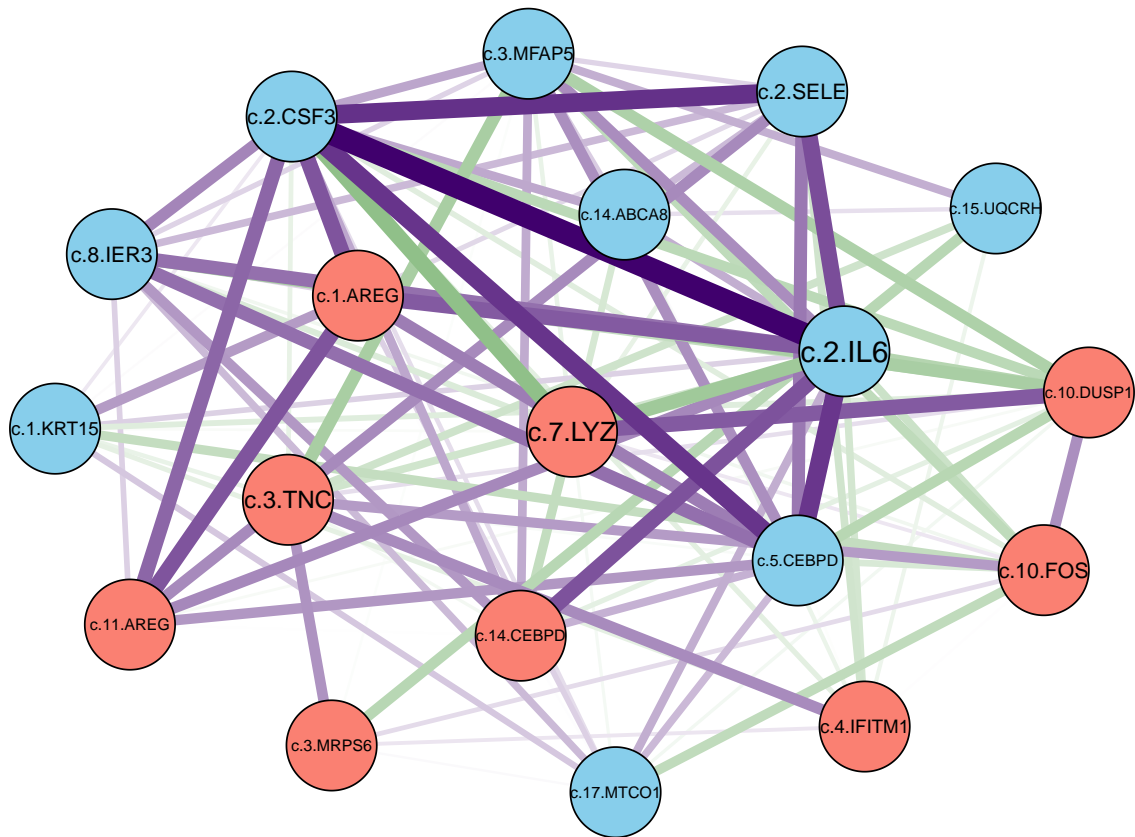 c.3.MFAP5
c.2.SELE
c.2.CSF3
c.14.ABCA8
c.15.UQCRH
c.8.IER3
c.1.AREG
c.2.IL6
c.10.DUSP1
c.1.KRT15
c.7.LYZ
c.3.TNC
c.5.CEBPD
c.10.FOS
c.11.AREG
c.14.CEBPD
c.4.IFITM1
c.3.MRPS6
c.17.MTCO1